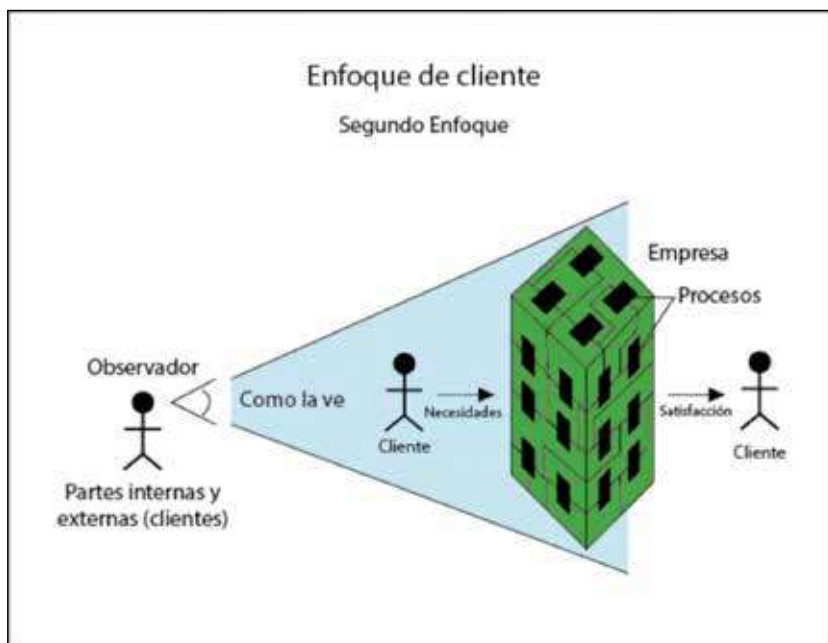 Enfoque de cliente
Segundo Enfoque
Empresa
Procesos
Observador
Como la ve
Necesidades
Satisfacción
Cliente
Cliente
Partes internas y
externas (clientes)